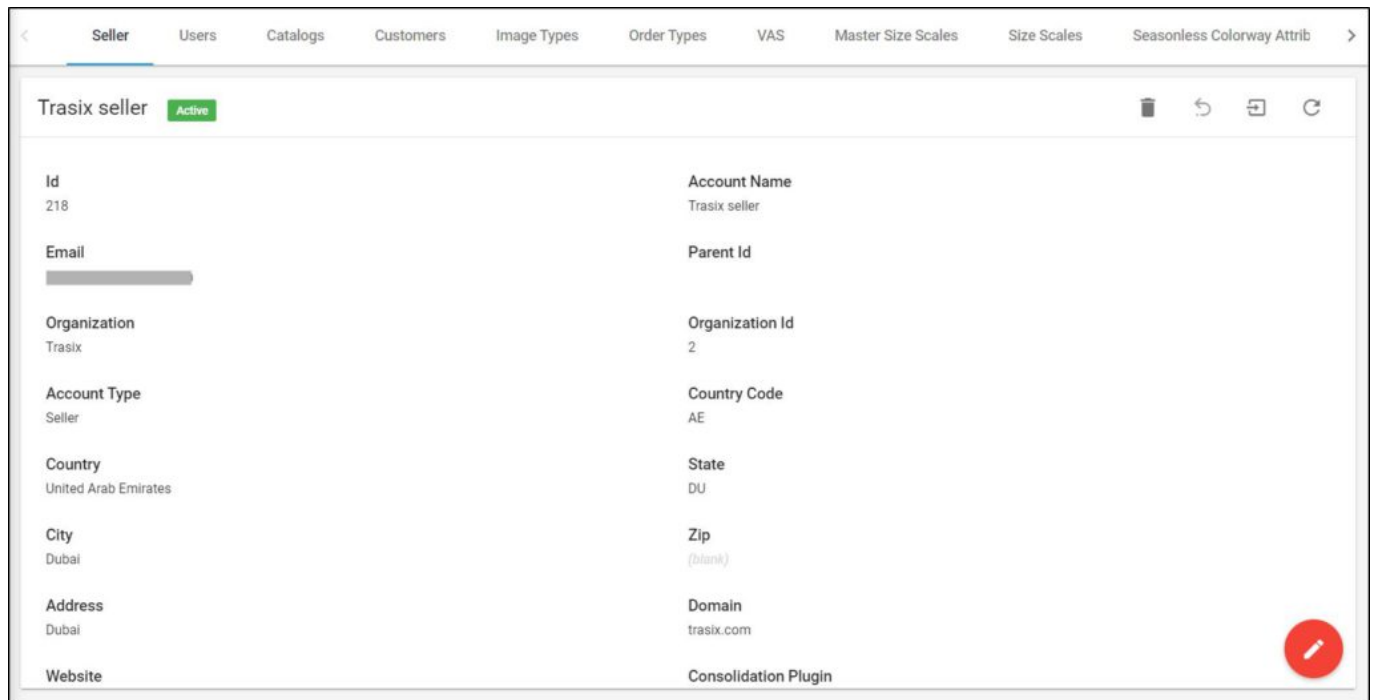 Seller Users Catalogs Customers Image Types Order Types VAS Master Size Scales Size Scales Seasonless Colorway Attrib
Trasix seller Active
Id Account Name
218 Trasix seller
Email Parent Id
Organization Organization Id
Trasix 2
Account Type Country Code
Seller AE
Country State
United Arab Emirates DU
City Zip
Dubai (blank)
Address Domain
Dubai trasix.com
Website Consolidation Plugin